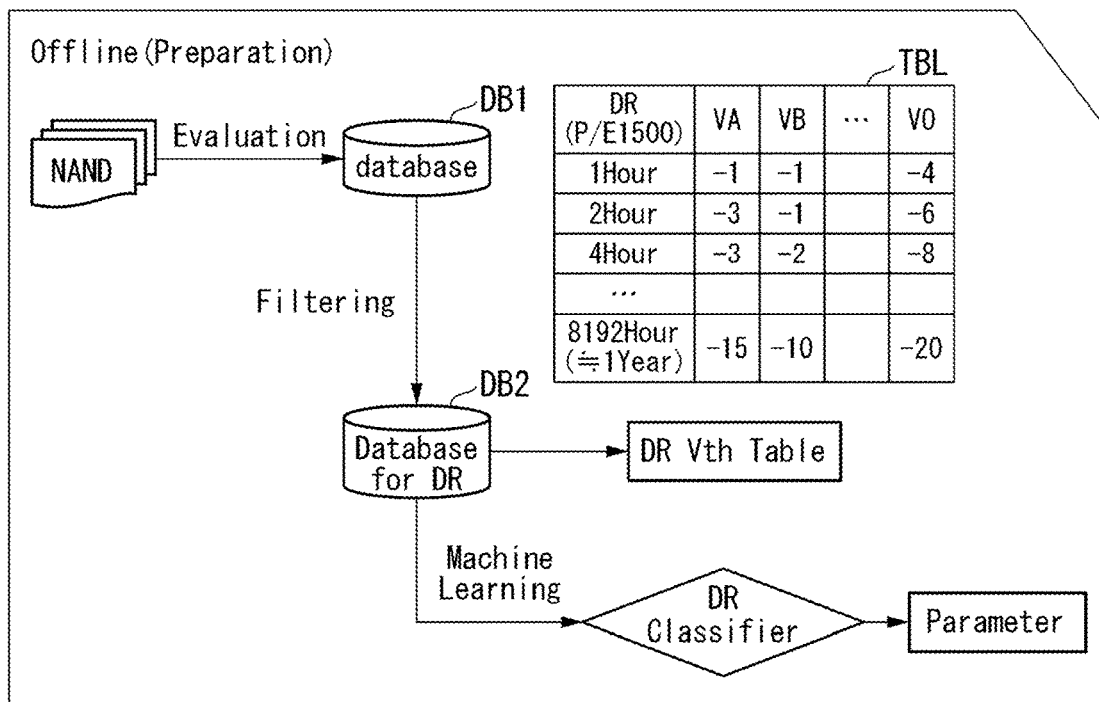 Offline(Preparation)
NAND
Evaluation
DB1
database
TBL
DR (P/E1500) VA VB ... VO
1Hour -1 -1 -4
2Hour -3 -1 -6
4Hour -3 -2 -8
...
8192Hour (≒1Year) -15 -10 -20
Filtering
DB2
Database
for DR
DR Vth Table
Machine
Learning
DR
Classifier
Parameter